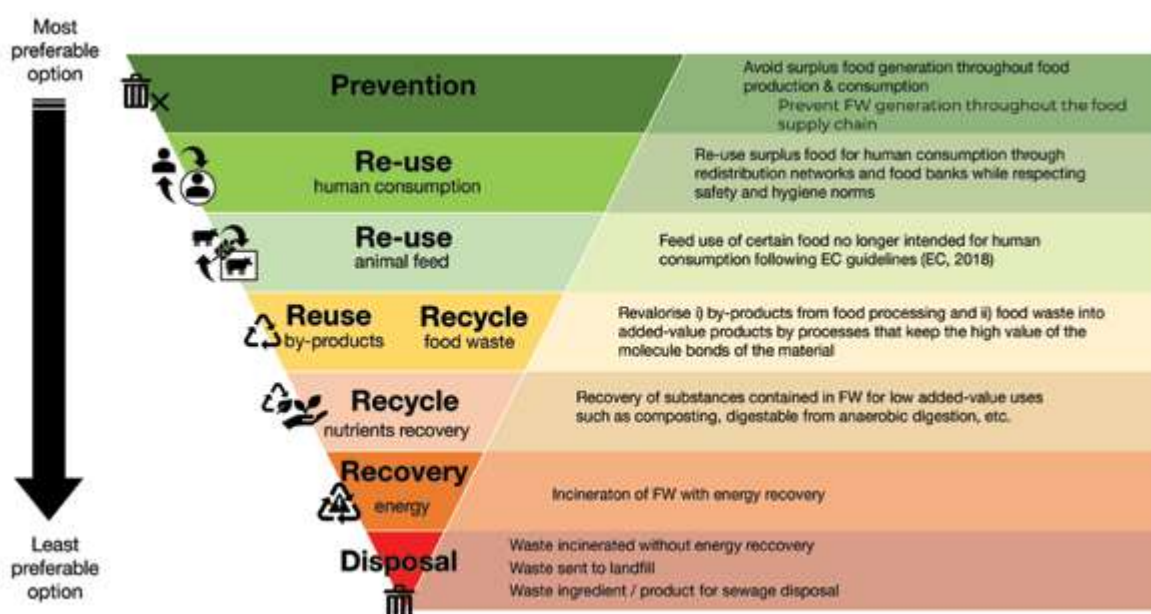 Most
preferable
option
Prevention
Avoid surplus food generation throughout food
production & consumption
Prevent FW generation throughout the food
supply chain
Re-use
human consumption
Re-use surplus food for human consumption through
redistribution networks and food banks while respecting
safety and hygiene norms
Re-use
animal feed
Feed use of certain food no longer intended for human
consumption following EC guidelines (EC, 2018)
Reuse
by-products
Recycle
food waste
Revalorise i) by-products from food processing and ii) food waste into
added-value products by processes that keep the high value of the
molecule bonds of the material
Recycle
nutrients recovery
Recovery of substances contained in FW for low added-value uses
such as composting, digestable from anaerobic digestion, etc.
Recovery
energy
Incineraton of FW with energy recovery
Least
preferable
option
Disposal
Waste incinerated without energy reccovery
Waste sent to landfill
Waste ingredient / product for sewage disposal